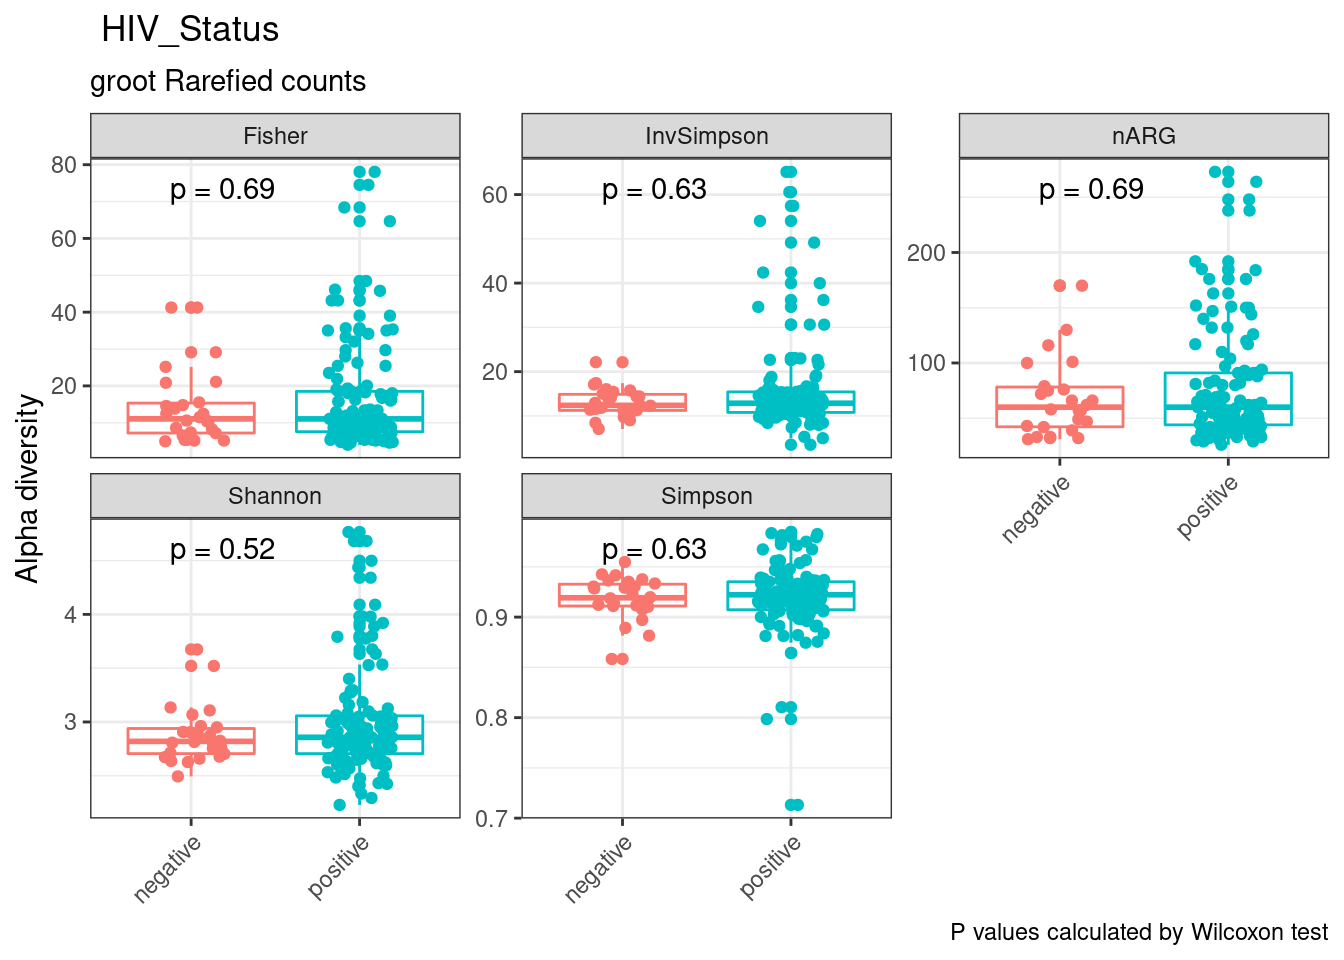 HIV_Status
groot Rarefied counts
Fisher
InvSimpson
nARG
p = 0.69
p = 0.63
p = 0.69
80
60
40
20
60
40
20
200
100
negative
positive
Shannon
Simpson
p = 0.52
p = 0.63
4
3
0.9
0.8
0.7
negative
positive
negative
positive
Alpha diversity
P values calculated by Wilcoxon test